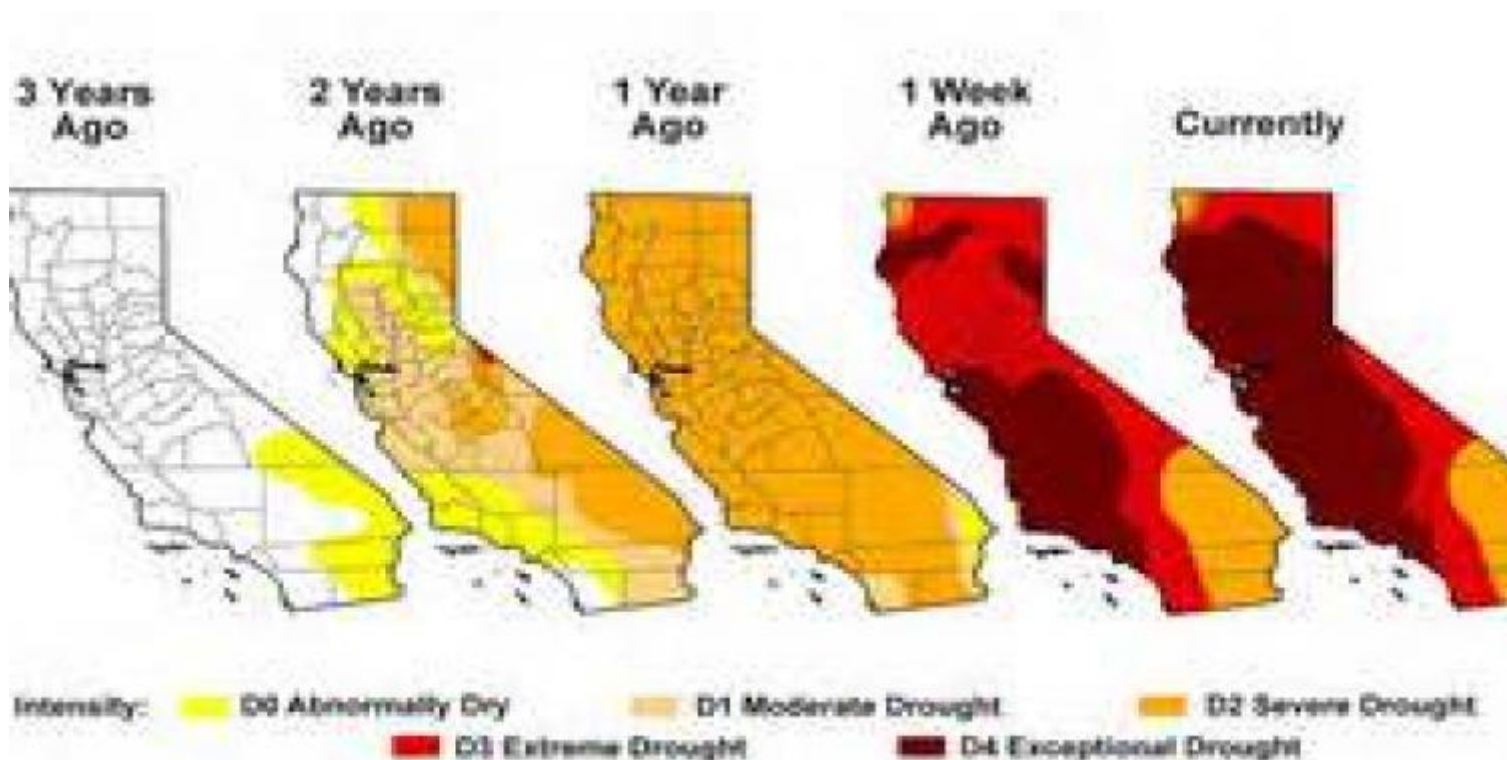 3 Years
Ago
2 Years
Ago
1 Year
Ago
1 Week
Ago
Currently
Intensity:
D0 Abnormally Dry
D1 Moderate Drought
D2 Severe Drought
D3 Extreme Drought
D4 Exceptional Drought